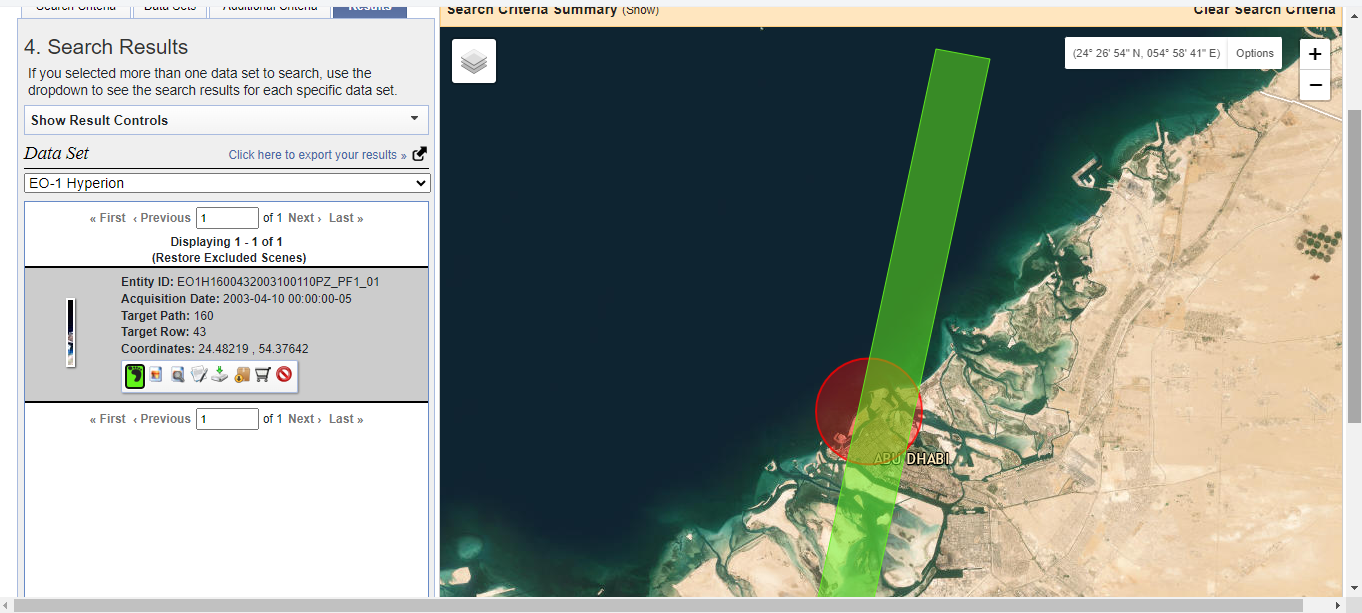 Search Criteria
Data Sets
Additional Criteria
Results
4. Search Results
If you selected more than one data set to search, use the
dropdown to see the search results for each specific data set.
Show Result Controls
Data Set
Click here to export your results »
EO-1 Hyperion
« First ‹ Previous 1 of 1 Next › Last »
Displaying 1 - 1 of 1
(Restore Excluded Scenes)
Entity ID: EO1H1600432003100110PZ_PF1_01
Acquisition Date: 2003-04-10 00:00:00-05
Target Path: 160
Target Row: 43
Coordinates: 24.48219 , 54.37642
« First ‹ Previous 1 of 1 Next › Last »
Search Criteria Summary (Show)
Clear Search Criteria
(24° 26' 54" N, 054° 58' 41" E)
Options
+
−
ABU DHABI